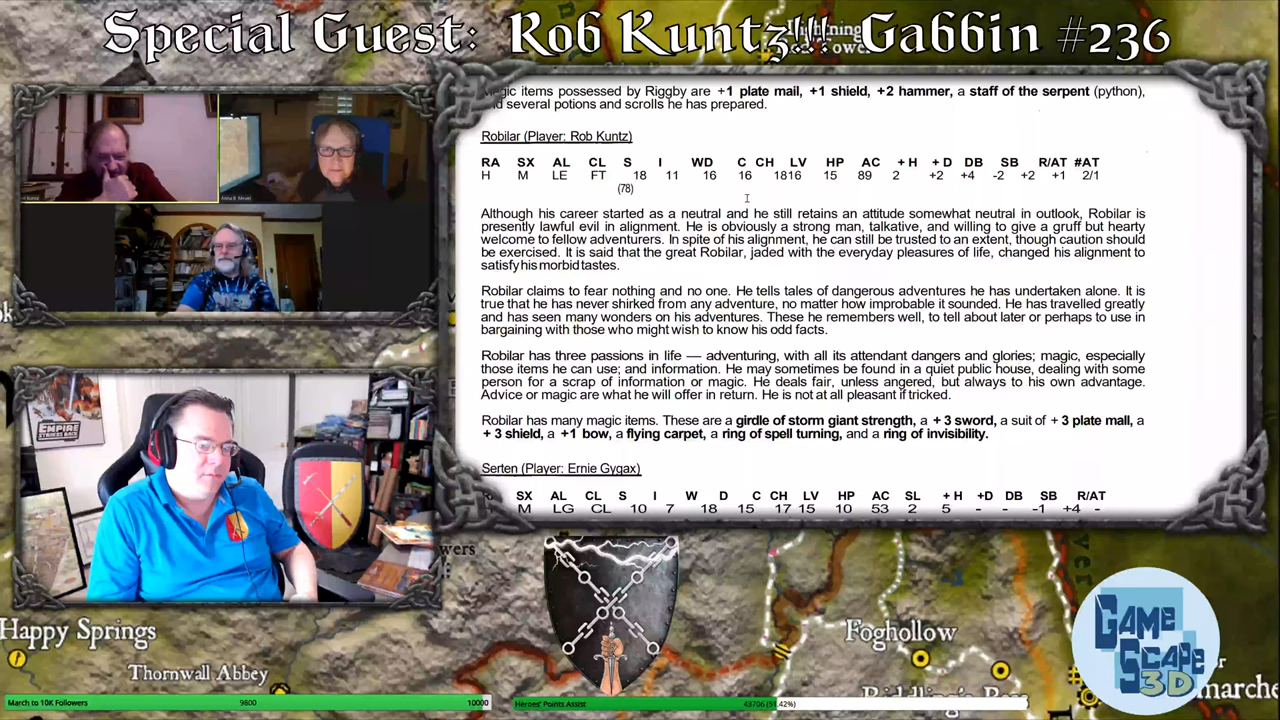 Special Guest: Rob Kuntz!!! Gabbin #236
magic items possessed by Riggby are +1 plate mail, +1 shield, +2 hammer, a staff of the serpent (python),
and several potions and scrolls he has prepared.
Robilar (Player: Rob Kuntz)
RA SX AL CL S I WD C CH LV HP AC + H + D DB SB R/AT #AT
H M LE FT 18 11 16 16 1816 15 89 2 +2 +4 -2 +2 +1 2/1
(78)
Although his career started as a neutral and he still retains an attitude somewhat neutral in outlook, Robilar is
presently lawful evil in alignment. He is obviously a strong man, talkative, and willing to give a gruff but hearty
welcome to fellow adventurers. In spite of his alignment, he can still be trusted to an extent, though caution should
be exercised. It is said that the great Robilar, jaded with the everyday pleasures of life, changed his alignment to
satisfy his morbid tastes.
Robilar claims to fear nothing and no one. He tells tales of dangerous adventures he has undertaken alone. It is
true that he has never shirked from any adventure, no matter how improbable it sounded. He has travelled greatly
and has seen many wonders on his adventures. These he remembers well, to tell about later or perhaps to use in
bargaining with those who might wish to know his odd facts.
Robilar has three passions in life — adventuring, with all its attendant dangers and glories; magic, especially
those items he can use; and information. He may sometimes be found in a quiet public house, dealing with some
person for a scrap of information or magic. He deals fair, unless angered, but always to his own advantage.
Advice or magic are what he will offer in return. He is not at all pleasant if tricked.
Robilar has many magic items. These are a girdle of storm giant strength, a + 3 sword, a suit of + 3 plate mall, a
+ 3 shield, a +1 bow, a flying carpet, a ring of spell turning, and a ring of invisibility.
Serten (Player: Ernie Gygax)
SX AL CL S I W D C CH LV HP AC SL + H +D DB SB R/AT
M LG CL 10 7 18 15 17 15 10 53 2 5 - - -1 +4 -
Anna B. Meyer
EMPIRE
STRIKES BACK
Happy Springs
Thornwall Abbey
Foghollow
GAME
SCAPE
3D
March to 10K Followers 9800 10000
Heroes' Points Assist 43706 (51.42%)